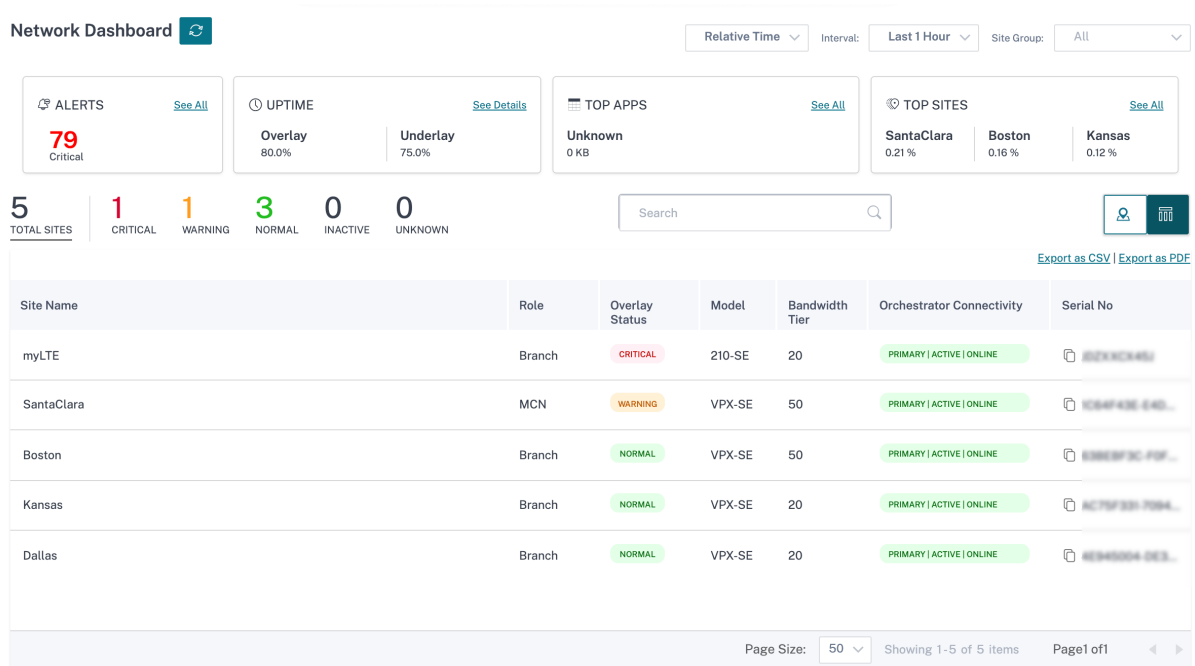 Network Dashboard
Relative Time Interval: Last 1 Hour Site Group: All
ALERTS See All
79
Critical
UPTIME See Details
Overlay Underlay
80.0% 75.0%
TOP APPS See All
Unknown
0 KB
TOP SITES See All
SantaClara Boston Kansas
0.21 % 0.16 % 0.12 %
5 1 1 3 0 0
TOTAL SITES CRITICAL WARNING NORMAL INACTIVE UNKNOWN
Search
Export as CSV | Export as PDF
Site Name Role Overlay Status Model Bandwidth Tier Orchestrator Connectivity Serial No
myLTE Branch CRITICAL 210-SE 20 PRIMARY | ACTIVE | ONLINE
SantaClara MCN WARNING VPX-SE 50 PRIMARY | ACTIVE | ONLINE
Boston Branch NORMAL VPX-SE 50 PRIMARY | ACTIVE | ONLINE
Kansas Branch NORMAL VPX-SE 20 PRIMARY | ACTIVE | ONLINE
Dallas Branch NORMAL VPX-SE 20 PRIMARY | ACTIVE | ONLINE
Page Size: 50 Showing 1-5 of 5 items Page1 of1